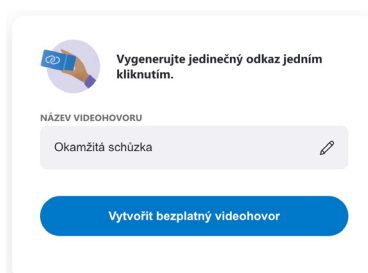 Vygenerujte jedinečný odkaz jedním
kliknutím.
NÁZEV VIDEOHOVORU
Okamžitá schůzka
Vytvořit bezplatný videohovor